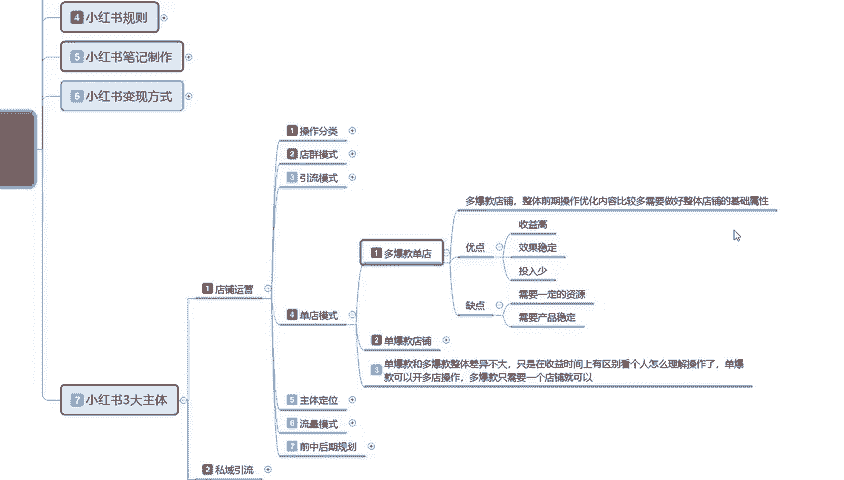 4 小红书规则
5 小红书笔记制作
6 小红书变现方式
7 小红书3大主体
1 店铺运营
1 操作分类
2 店群模式
3 引流模式
4 单店模式
1 多爆款单店
多爆款店铺，整体前期操作优化内容比较多需要做好整体店铺的基础属性
优点
收益高
效果稳定
投入少
缺点
需要一定的资源
需要产品稳定
2 单爆款店铺
3 单爆款和多爆款整体差异不大，只是在收益时间上有区别看个人怎么理解操作了，单爆
款可以开多店操作，多爆款只需要一个店铺就可以
5 主体定位
6 流量模式
7 前中后期规划
2 私域引流